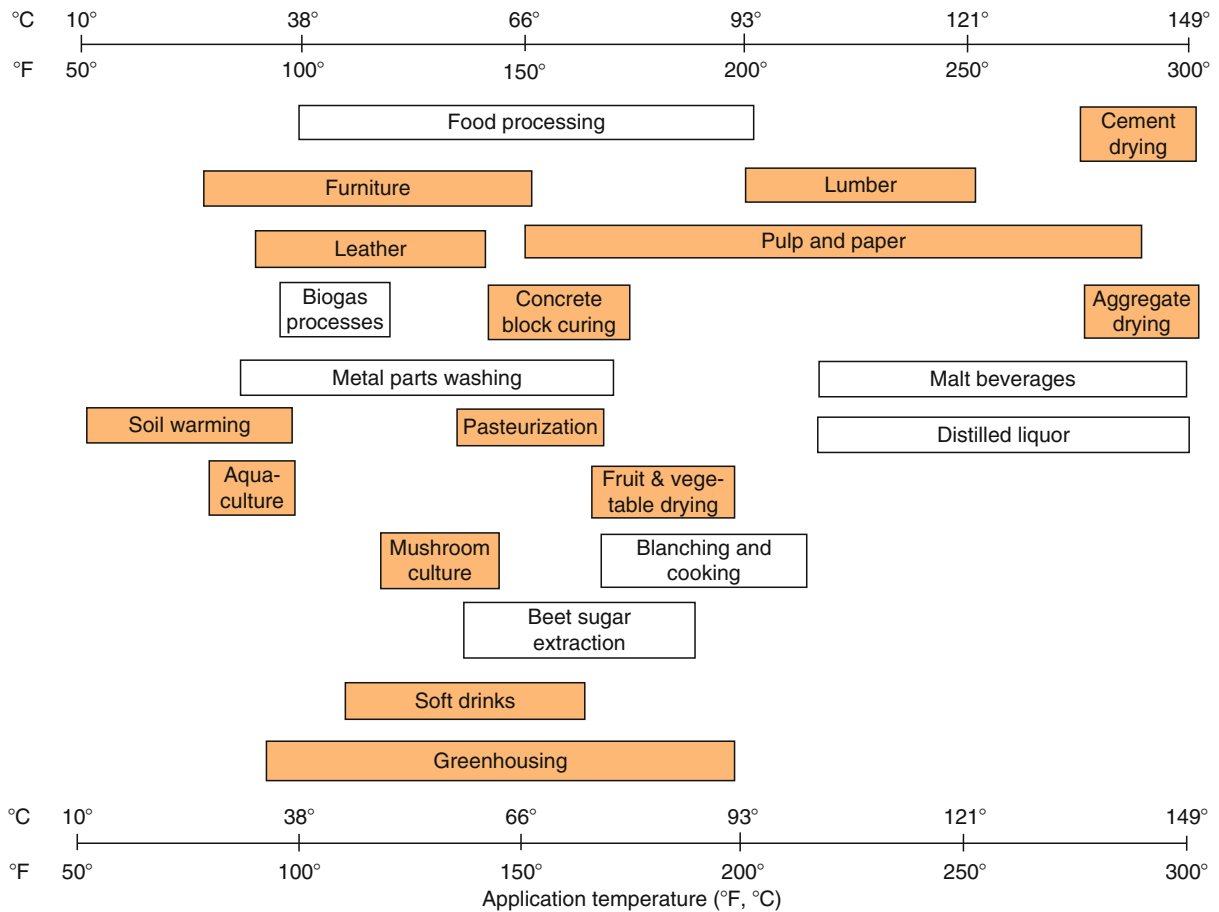 °C 10° 38° 66° 93° 121° 149°
°F 50° 100° 150° 200° 250° 300°
Food processing
Cement
drying
Furniture
Lumber
Leather
Pulp and paper
Biogas
processes
Concrete
block curing
Aggregate
drying
Metal parts washing
Malt beverages
Soil warming
Pasteurization
Distilled liquor
Aqua-
culture
Fruit & vege-
table drying
Mushroom
culture
Blanching and
cooking
Beet sugar
extraction
Soft drinks
Greenhousing
°C 10° 38° 66° 93° 121° 149°
°F 50° 100° 150° 200° 250° 300°
Application temperature (°F, °C)